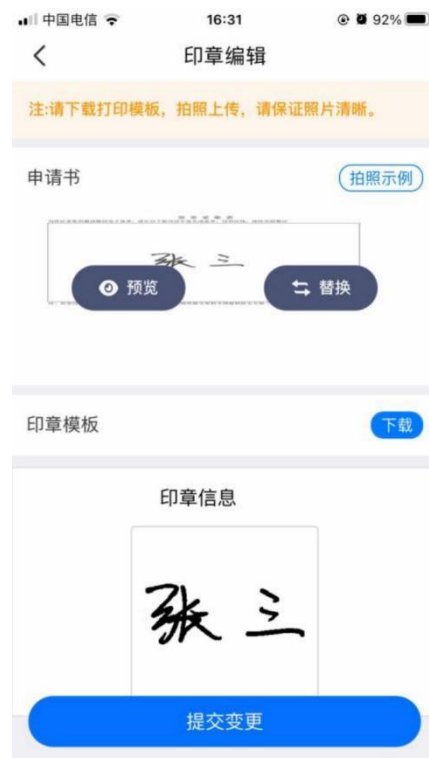 中国电信 16:31 92%
印章编辑
注:请下载打印模板，拍照上传，请保证照片清晰。
申请书 拍照示例
张三
预览 替换
印章模板 下载
印章信息
张三
提交变更